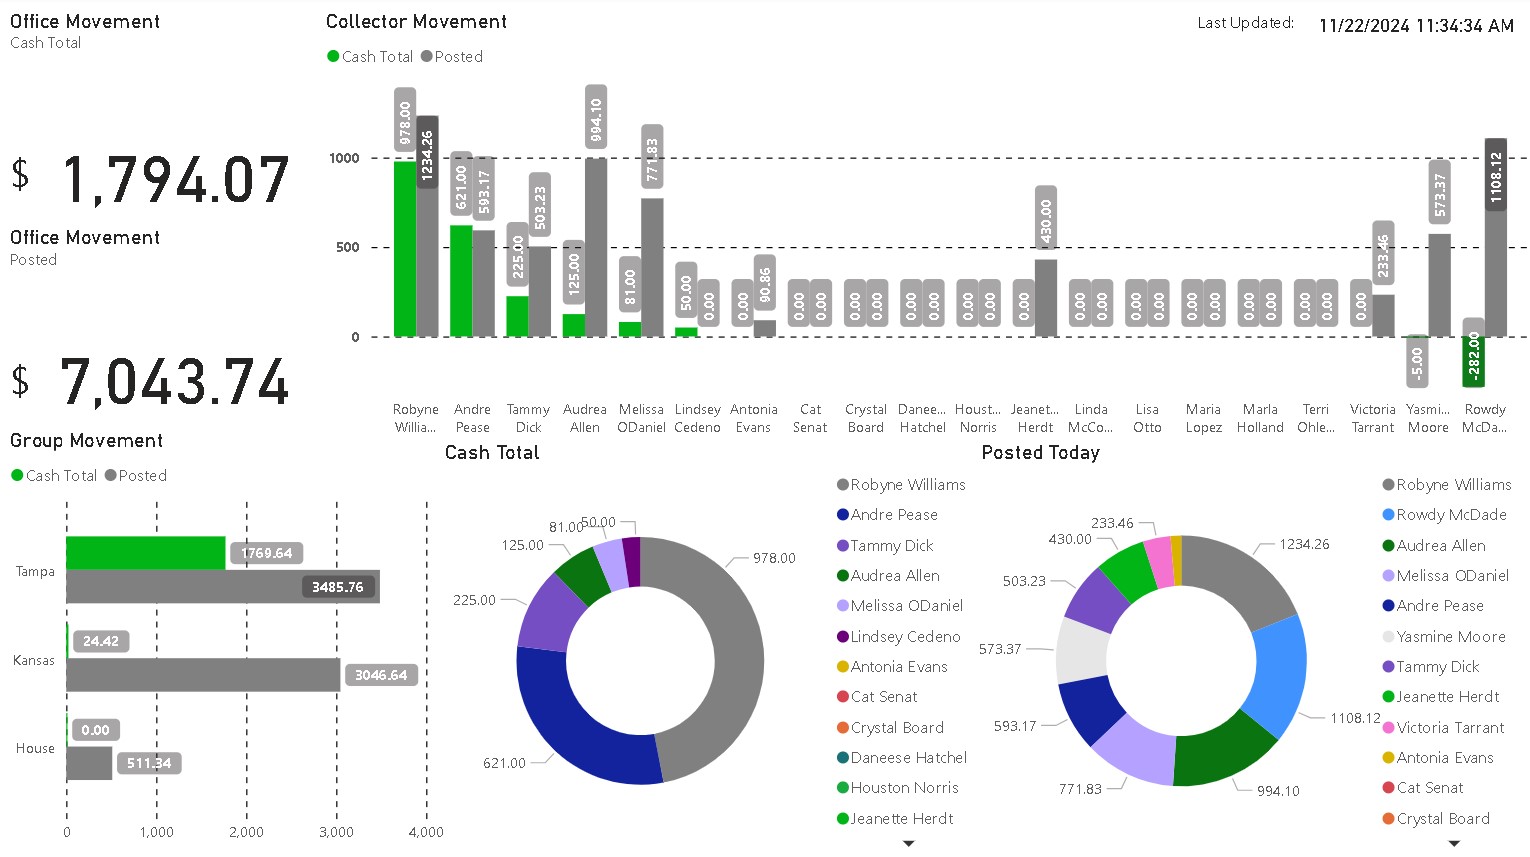 Office Movement
Cash Total
$ 1,794.07
Office Movement
Posted
$ 7,043.74
Collector Movement
Cash Total Posted
Last Updated: 11/22/2024 11:34:34 AM
1000
500
0
978.00
1234.26
621.00
593.17
225.00
503.23
125.00
994.10
81.00
771.83
50.00
0.00
0.00
90.86
0.00
0.00
0.00
0.00
0.00
0.00
0.00
0.00
0.00
430.00
0.00
0.00
0.00
0.00
0.00
0.00
0.00
0.00
0.00
0.00
0.00
233.46
-5.00
573.37
-282.00
1108.12
Robyne Willia...
Andre Pease
Tammy Dick
Audrea Allen
Melissa ODaniel
Lindsey Cedeno
Antonia Evans
Cat Senat
Crystal Board
Danee... Hatchel
Houst... Norris
Jeanet... Herdt
Linda McCo...
Lisa Otto
Maria Lopez
Marla Holland
Terri Ohle...
Victoria Tarrant
Yasmi... Moore
Rowdy McDa...
Group Movement
Cash Total Posted
Tampa
1769.64
3485.76
Kansas
24.42
3046.64
House
0.00
511.34
0 1,000 2,000 3,000 4,000
Cash Total
978.00
621.00
225.00
125.00
81.00
50.00
Robyne Williams
Andre Pease
Tammy Dick
Audrea Allen
Melissa ODaniel
Lindsey Cedeno
Antonia Evans
Cat Senat
Crystal Board
Daneese Hatchel
Houston Norris
Jeanette Herdt
Posted Today
1234.26
1108.12
994.10
771.83
593.17
573.37
503.23
430.00
233.46
Robyne Williams
Rowdy McDade
Audrea Allen
Melissa ODaniel
Andre Pease
Yasmine Moore
Tammy Dick
Jeanette Herdt
Victoria Tarrant
Antonia Evans
Cat Senat
Crystal Board